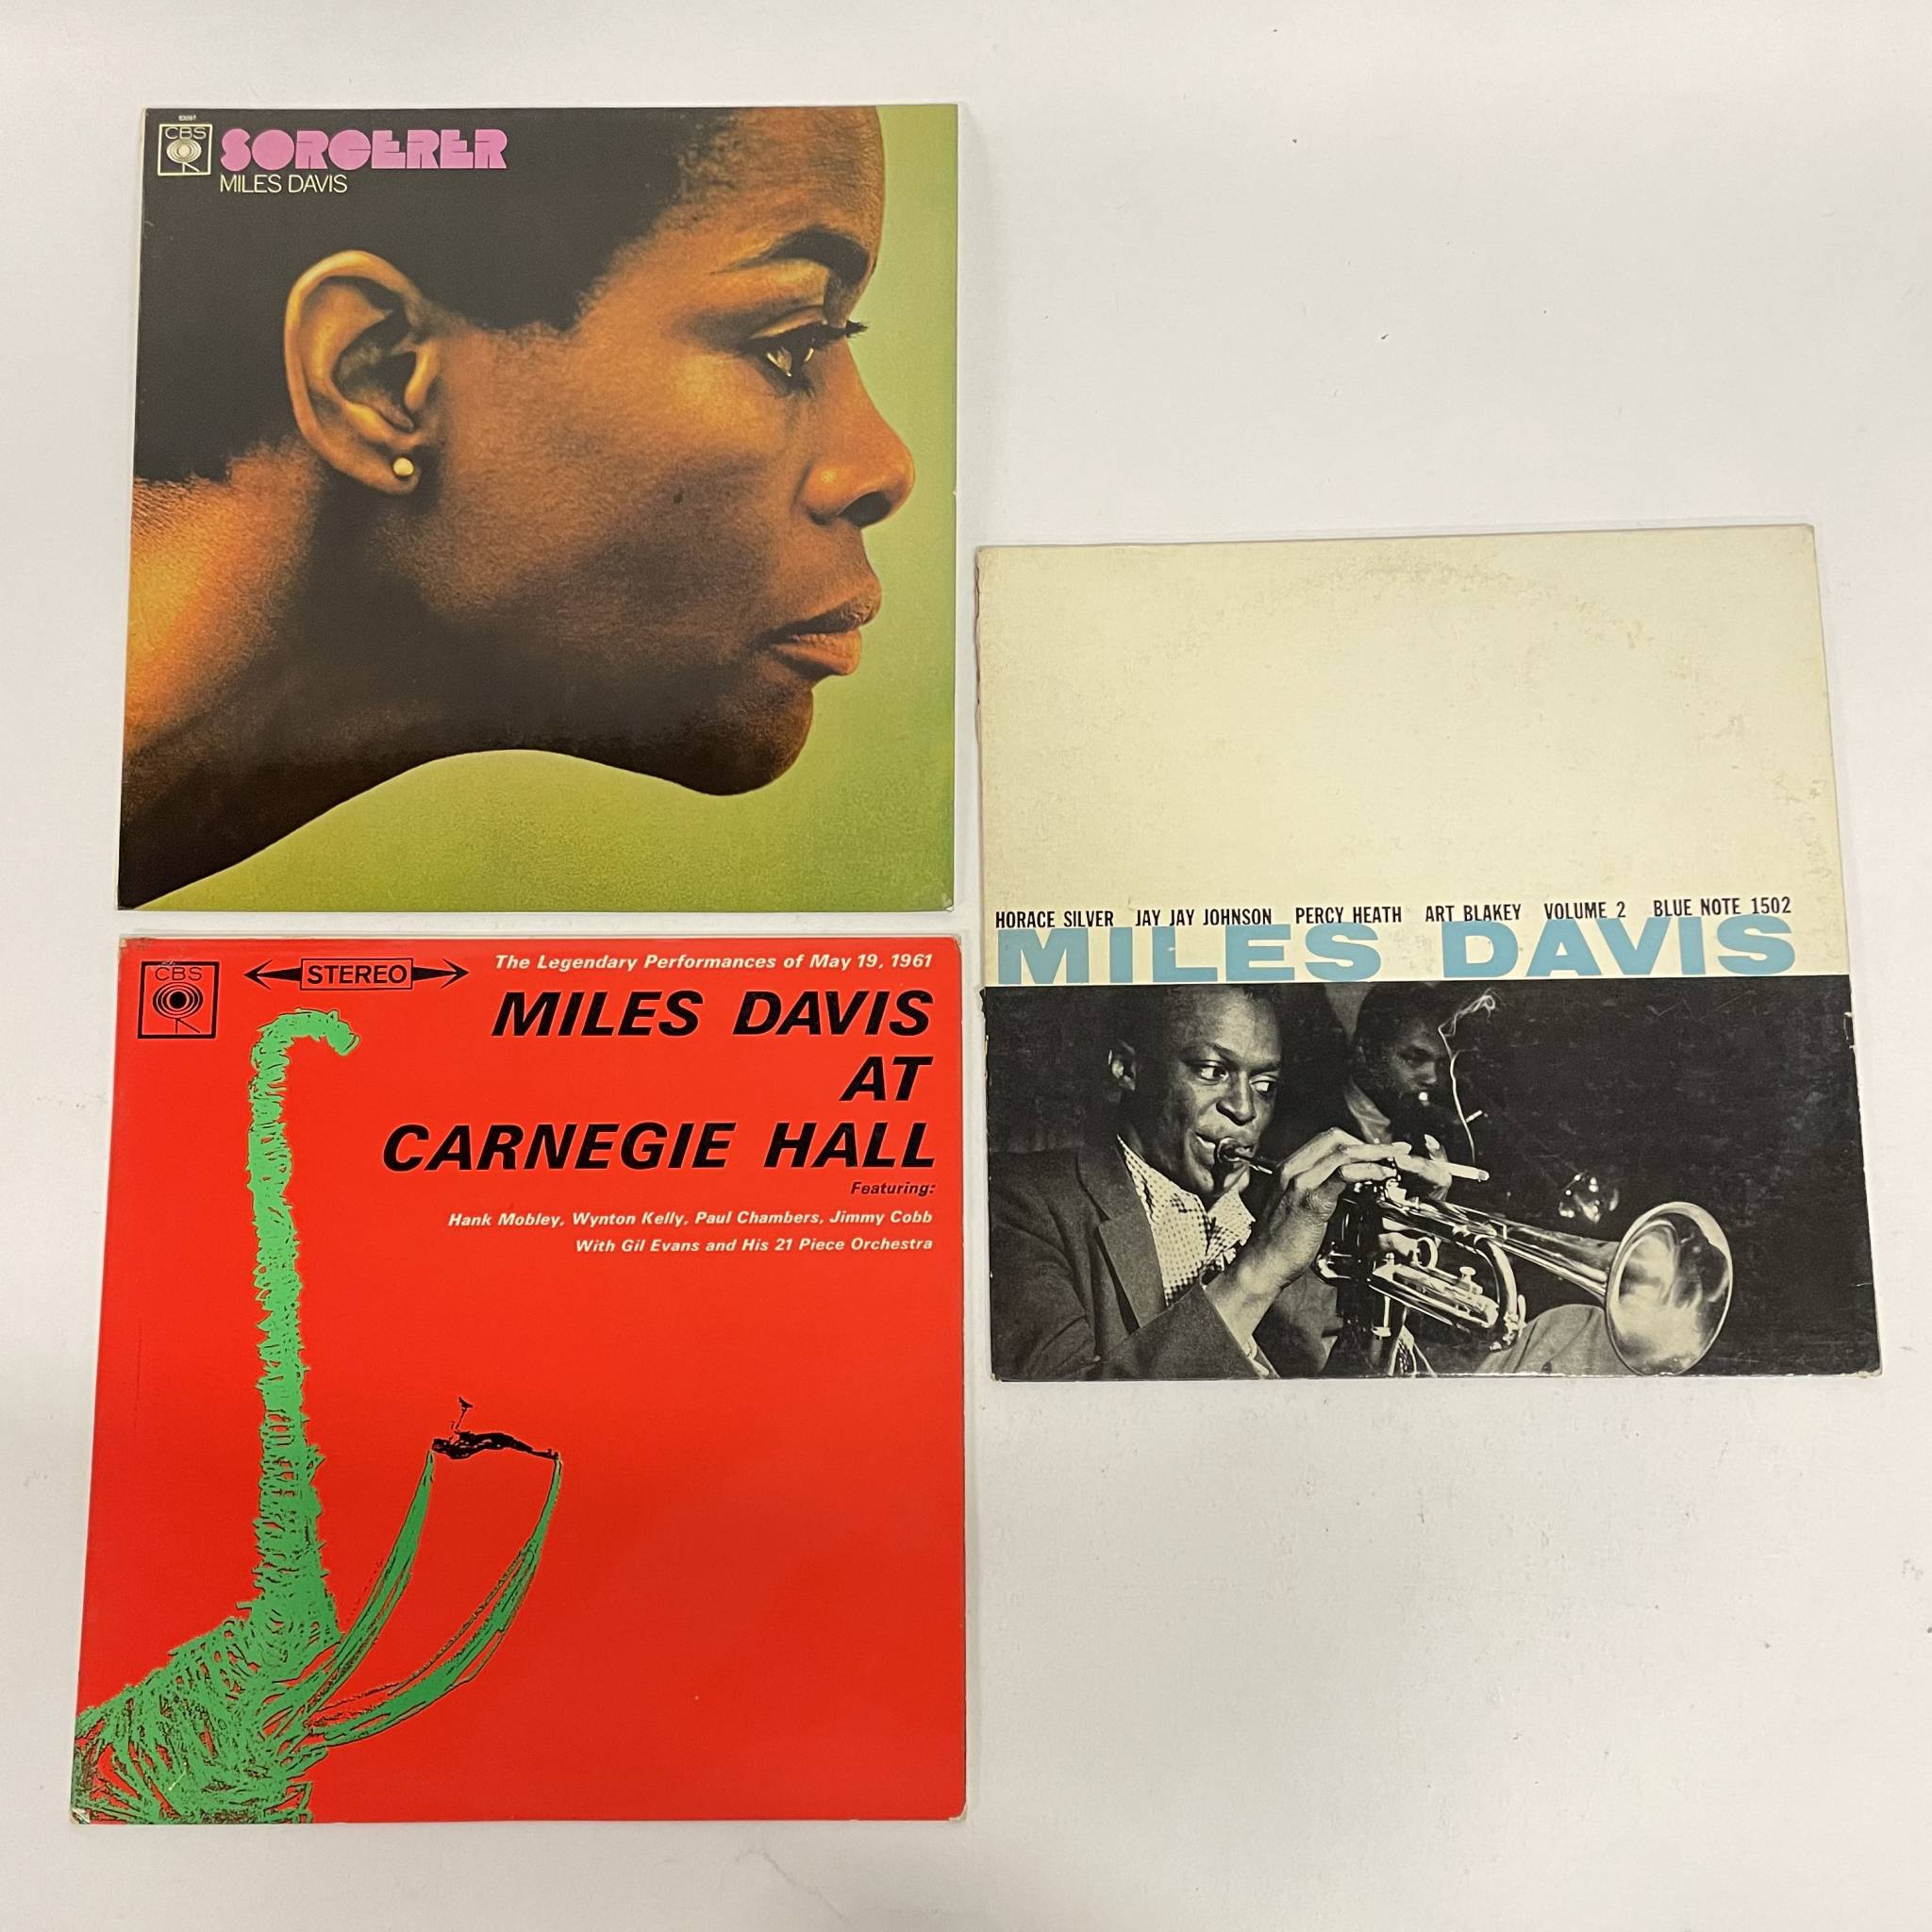 CBS
SORCERER
MILES DAVIS
HORACE SILVER JAY JAY JOHNSON PERCY HEATH ART BLAKEY VOLUME 2 BLUE NOTE 1502
MILES DAVIS
CBS
STEREO
The Legendary Performances of May 19, 1961
MILES DAVIS
AT
CARNEGIE HALL
Featuring:
Hank Mobley, Wynton Kelly, Paul Chambers, Jimmy Cobb
With Gil Evans and His 21 Piece Orchestra